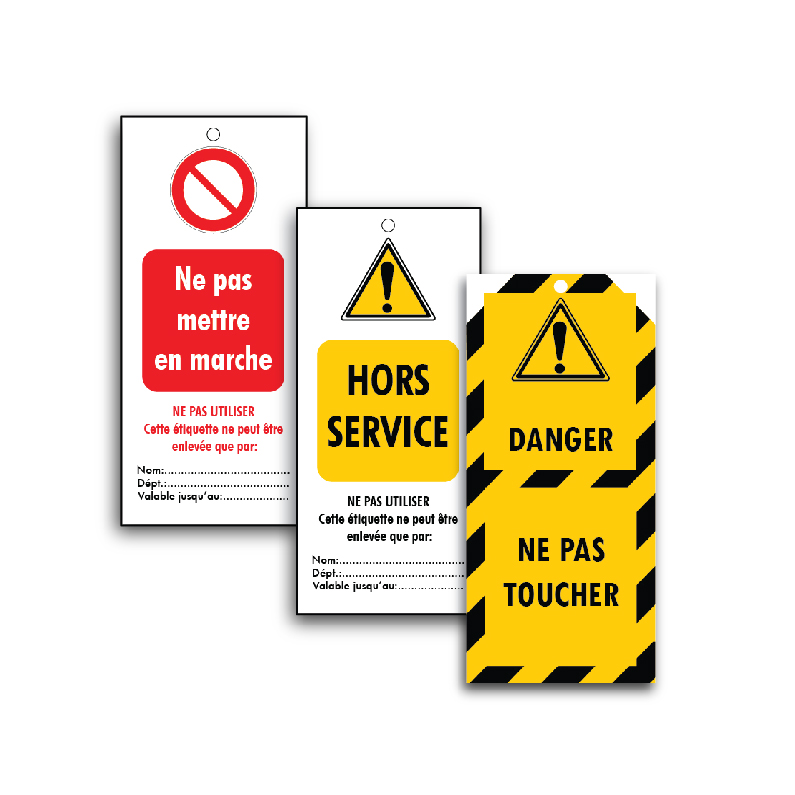 Ne pas
mettre
en marche
NE PAS UTILISER
Cette étiquette ne peut être
enlevée que par:
Nom:......................................
Dépt.:.....................................
Valable jusqu'au:....................
HORS
SERVICE
NE PAS UTILISER
Cette étiquette ne peut être
enlevée que par:
Nom:......................................
Dépt.:.....................................
Valable jusqu'au:....................
DANGER
NE PAS
TOUCHER